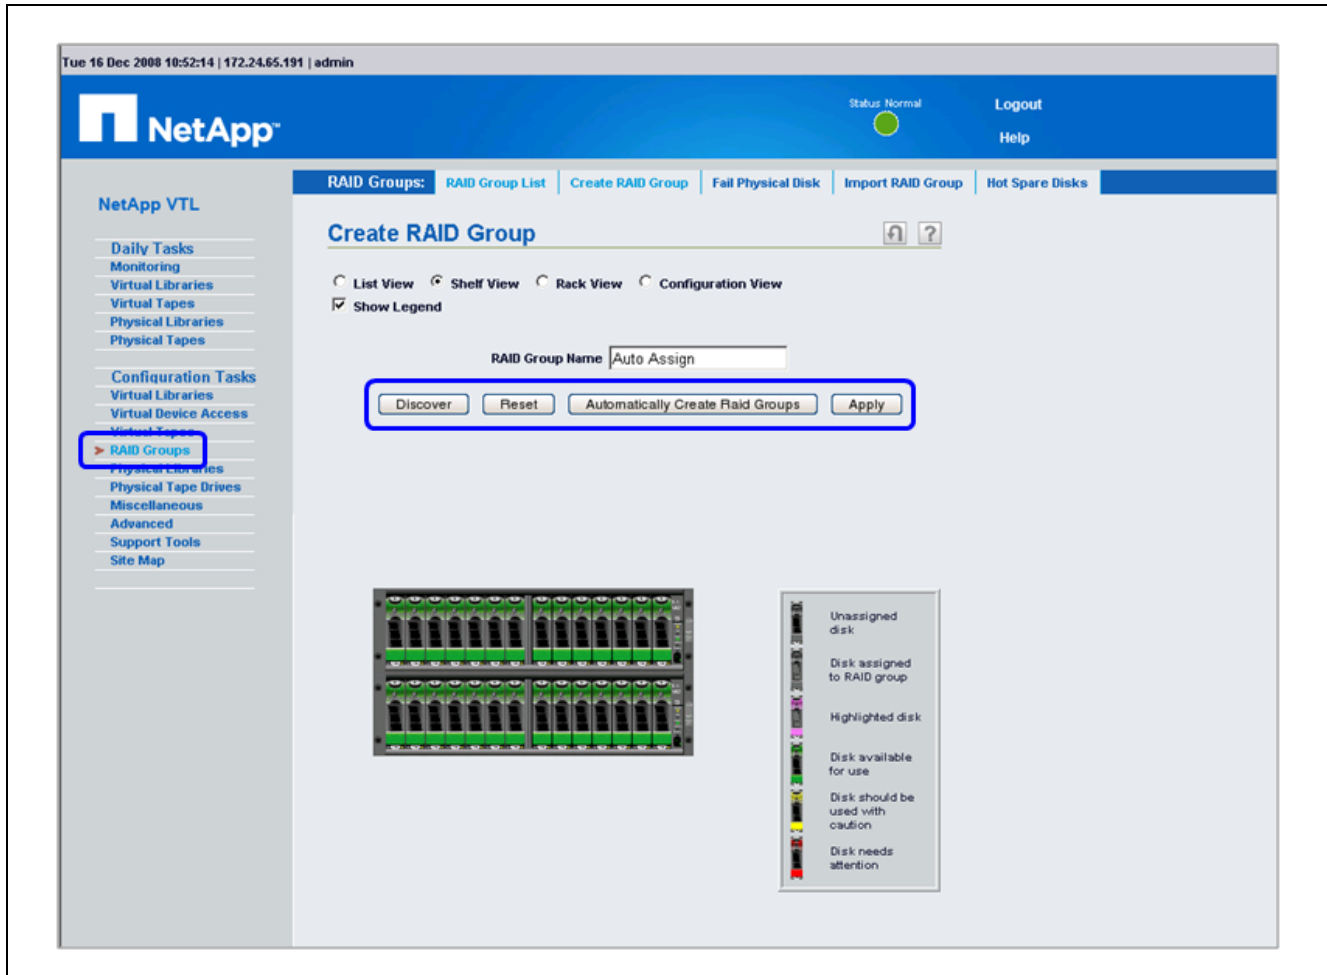 Tue 16 Dec 2008 10:52:14 | 172.24.65.191 | admin
NetApp™
Status Normal
Logout
Help
RAID Groups: RAID Group List Create RAID Group Fail Physical Disk Import RAID Group Hot Spare Disks
NetApp VTL
Daily Tasks
Monitoring
Virtual Libraries
Virtual Tapes
Physical Libraries
Physical Tapes
Configuration Tasks
Virtual Libraries
Virtual Device Access
Virtual Tapes
RAID Groups
Physical Libraries
Physical Tape Drives
Miscellaneous
Advanced
Support Tools
Site Map
Create RAID Group ?
List View Shelf View Rack View Configuration View
Show Legend
RAID Group Name Auto Assign
Discover Reset Automatically Create Raid Groups Apply
Unassigned
disk
Disk assigned
to RAID group
Highlighted disk
Disk available
for use
Disk should be
used with
caution
Disk needs
attention